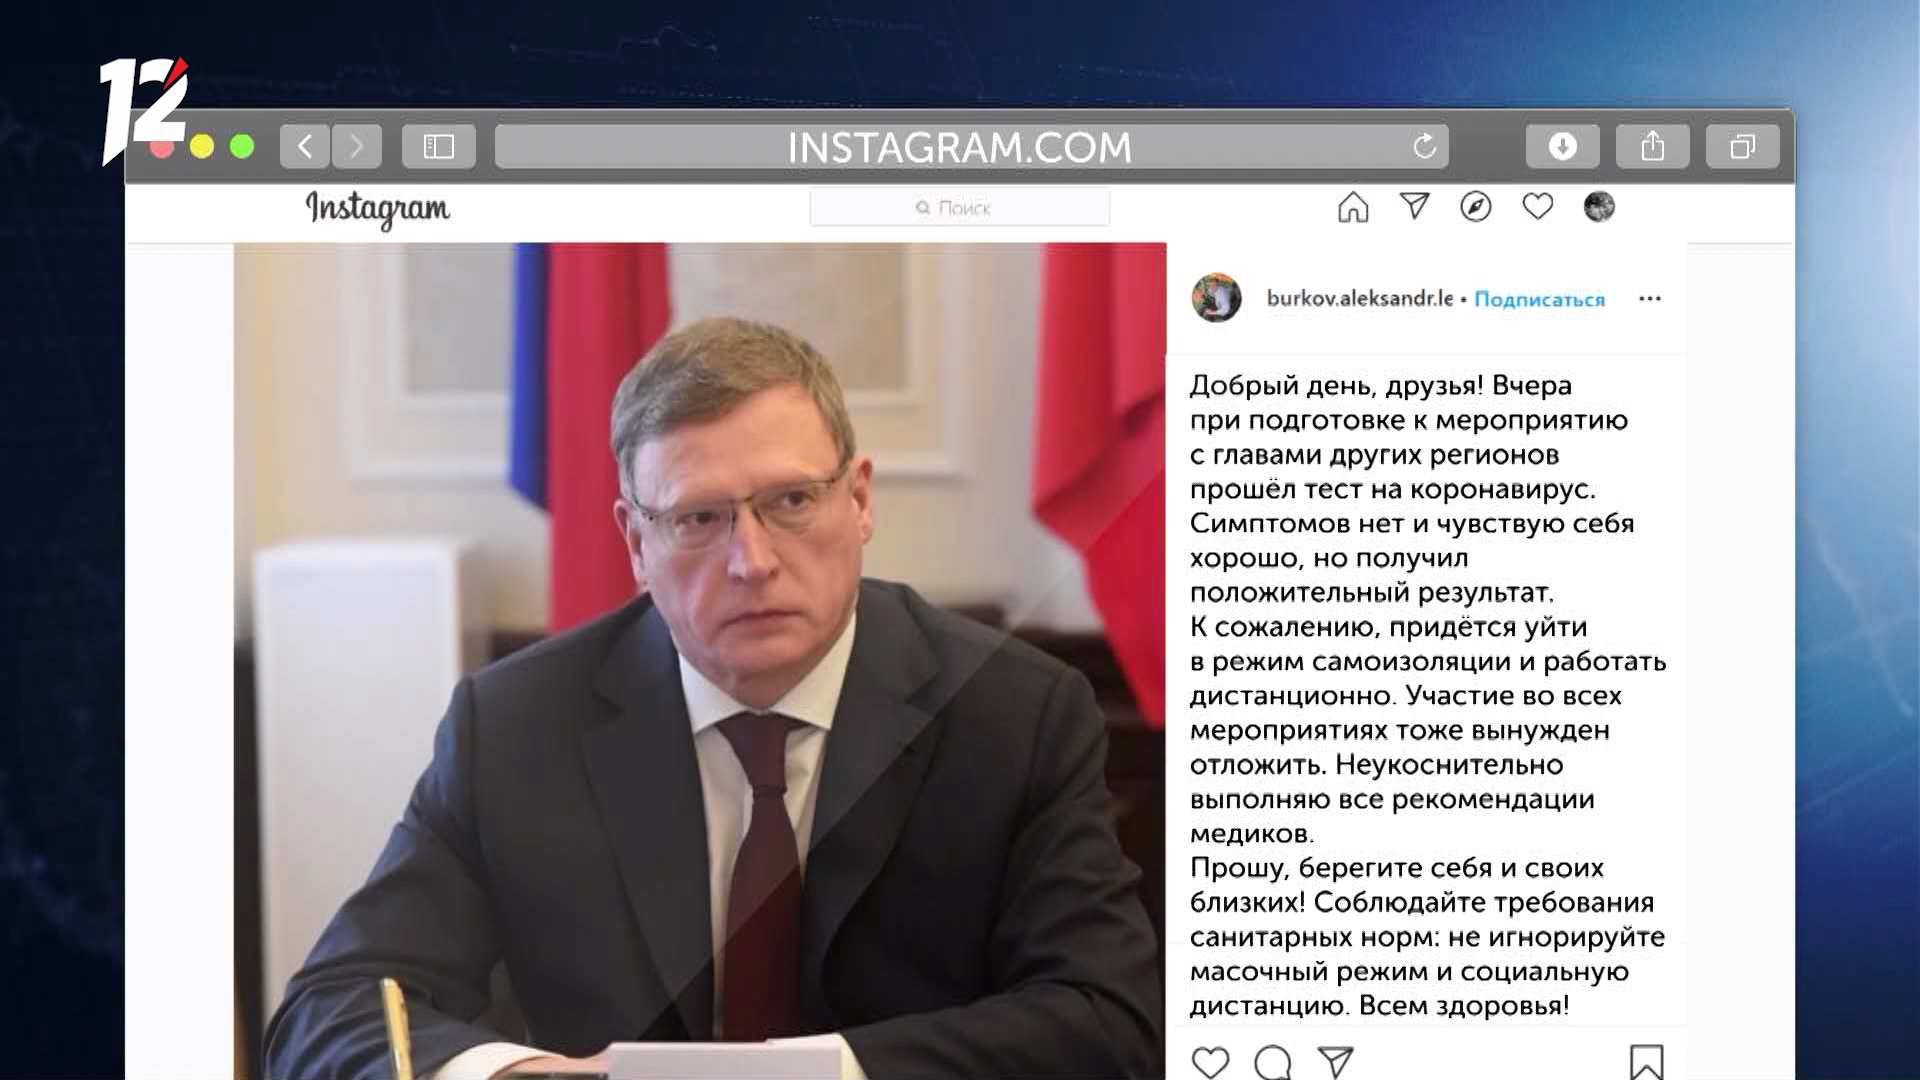 12
INSTAGRAM.COM
Instagram
Поиск
burkov.aleksandr.le • Подписаться
Добрый день, друзья! Вчера
при подготовке к мероприятию
с главами других регионов
прошёл тест на коронавирус.
Симптомов нет и чувствую себя
хорошо, но получил
положительный результат.
К сожалению, придётся уйти
в режим самоизоляции и работать
дистанционно. Участие во всех
мероприятиях тоже вынужден
отложить. Неукоснительно
выполняю все рекомендации
медиков.
Прошу, берегите себя и своих
близких! Соблюдайте требования
санитарных норм: не игнорируйте
масочный режим и социальную
дистанцию. Всем здоровья!